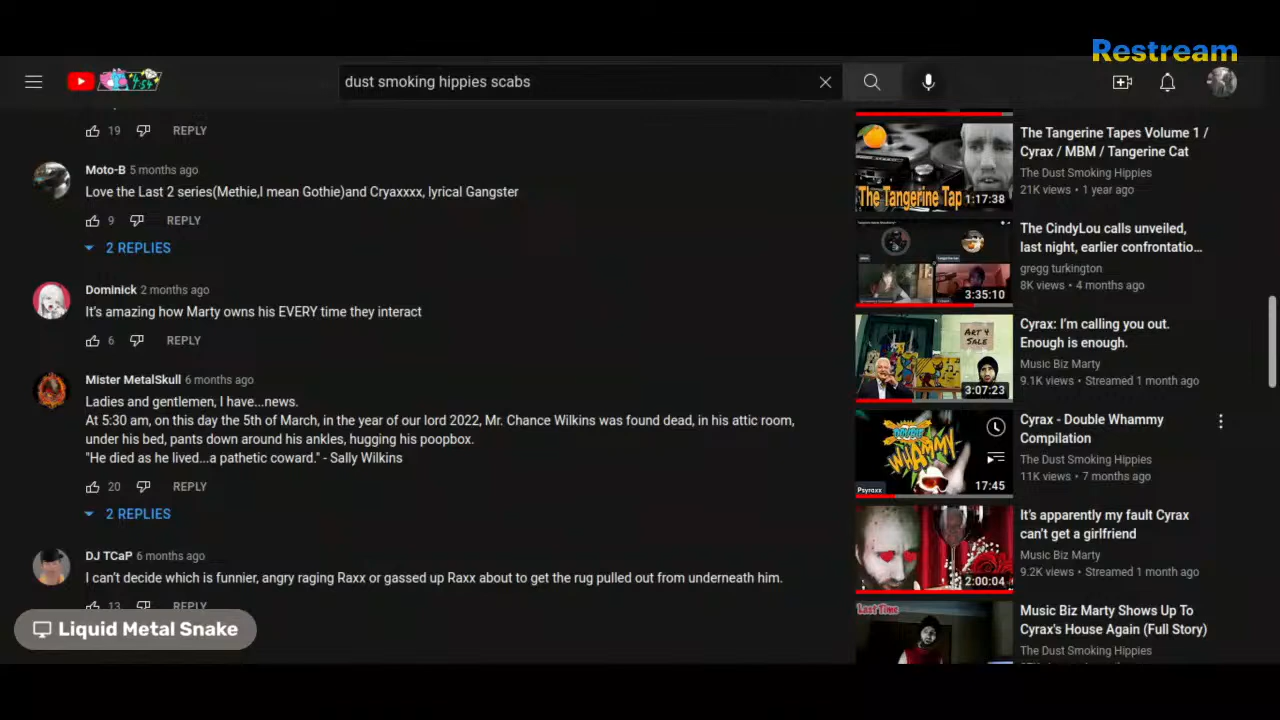 Restream
4:54
dust smoking hippies scabs
19 REPLY
Moto-B 5 months ago
Love the Last 2 series(Methie,I mean Gothie)and Cryaxxxx, lyrical Gangster
9 REPLY
2 REPLIES
Dominick 2 months ago
It's amazing how Marty owns his EVERY time they interact
6 REPLY
Mister MetalSkull 6 months ago
Ladies and gentlemen, I have...news.
At 5:30 am, on this day the 5th of March, in the year of our lord 2022, Mr. Chance Wilkins was found dead, in his attic room,
under his bed, pants down around his ankles, hugging his poopbox.
"He died as he lived...a pathetic coward." - Sally Wilkins
20 REPLY
2 REPLIES
DJ TCaP 6 months ago
I can't decide which is funnier, angry raging Raxx or gassed up Raxx about to get the rug pulled out from underneath him.
13 REPLY
Liquid Metal Snake
The Tangerine Tap
1:17:38
The Tangerine Tapes Volume 1 /
Cyrax / MBM / Tangerine Cat
The Dust Smoking Hippies
21K views • 1 year ago
3:35:10
The CindyLou calls unveiled,
last night, earlier confrontatio...
gregg turkington
8K views • 4 months ago
ART 4
SALE
3:07:23
Cyrax: I'm calling you out.
Enough is enough.
Music Biz Marty
9.1K views • Streamed 1 month ago
DOUBLE
WHAMMY
Psyraxx
17:45
Cyrax - Double Whammy
Compilation
The Dust Smoking Hippies
11K views • 7 months ago
2:00:04
It's apparently my fault Cyrax
can't get a girlfriend
Music Biz Marty
9.2K views • Streamed 1 month ago
Last Time
Music Biz Marty Shows Up To
Cyrax's House Again (Full Story)
The Dust Smoking Hippies